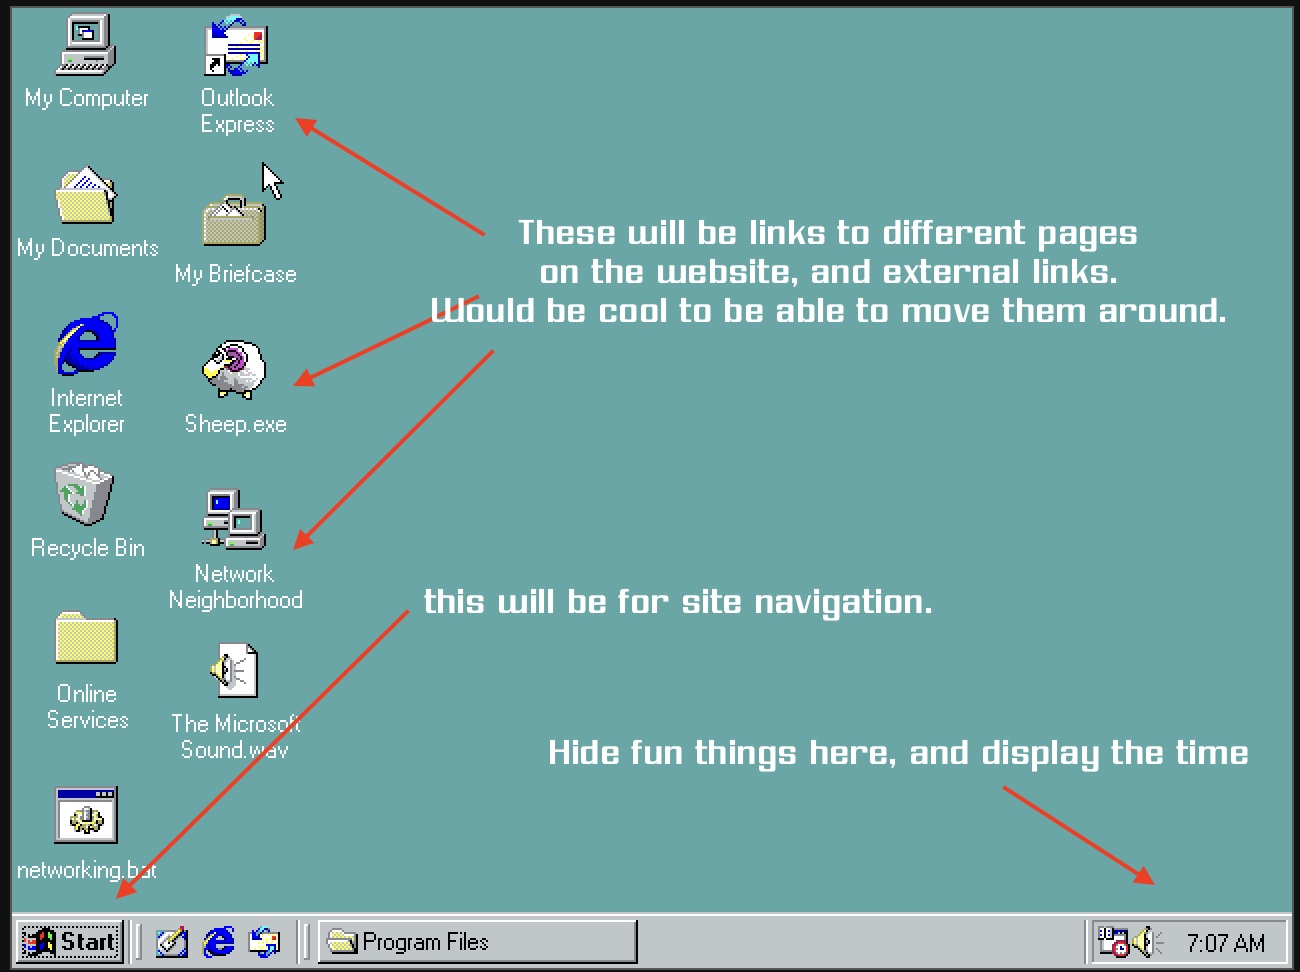 My Computer
Outlook
Express
My Documents
My Briefcase
These will be links to different pages
on the website, and external links.
Would be cool to be able to move them around.
Internet
Explorer
Sheep.exe
Recycle Bin
Network
Neighborhood
this will be for site navigation.
Online
Services
The Microsoft
Sound.wav
Hide fun things here, and display the time
networking.bat
Start
Program Files
7:07 AM